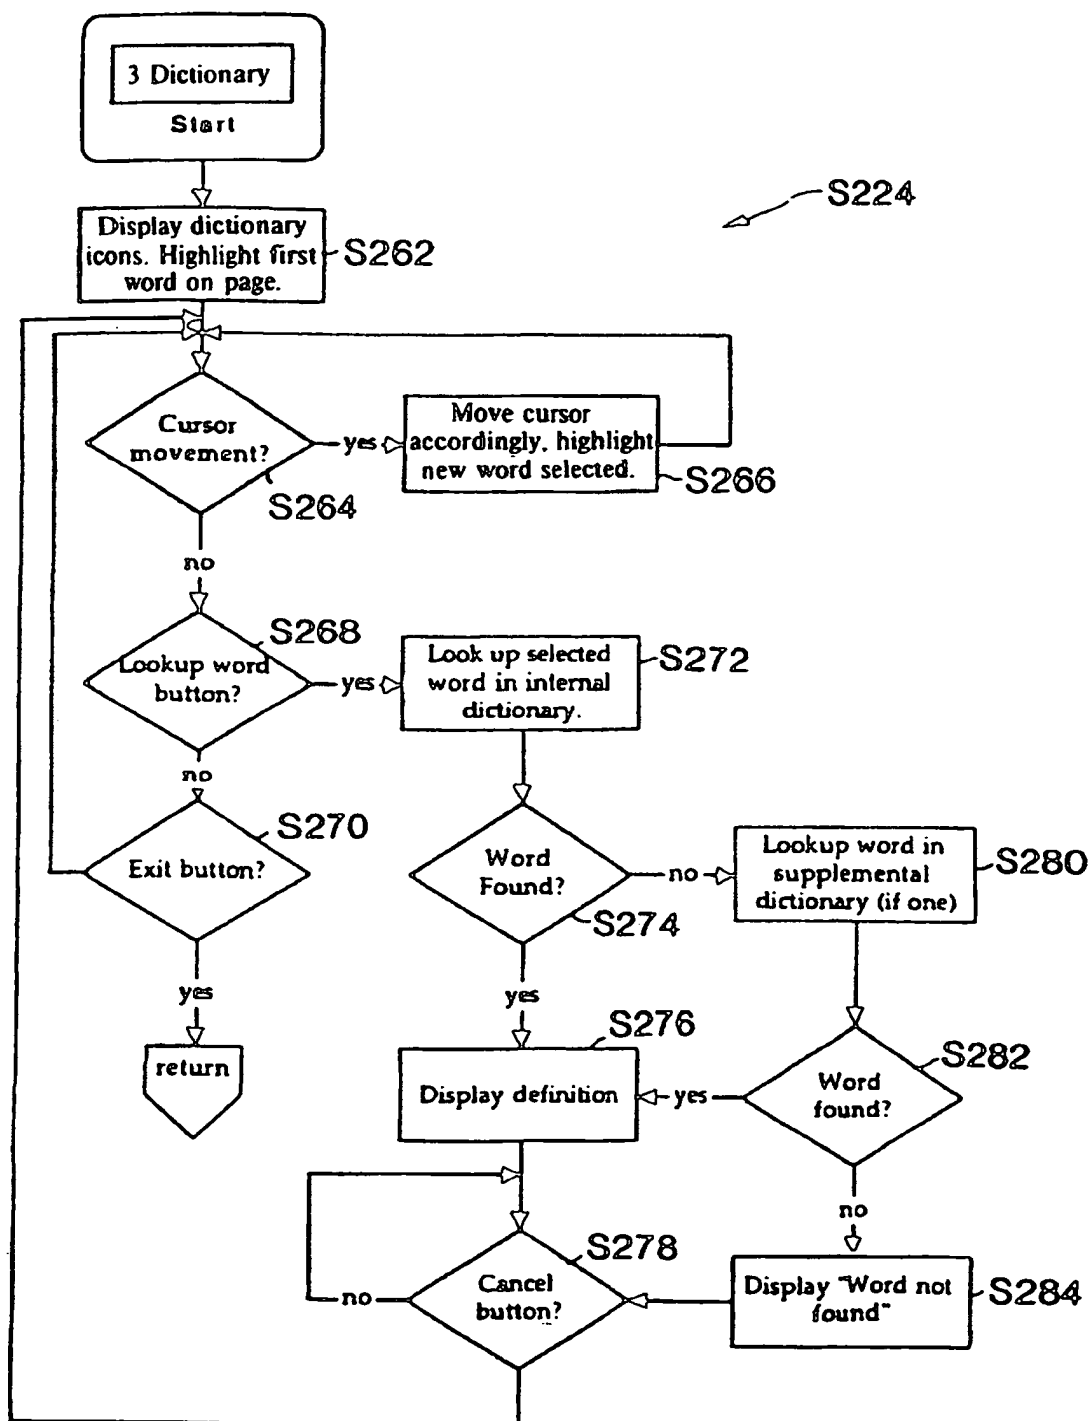 3 Dictionary
Start
S224
Display dictionary
icons. Highlight first
word on page.
S262
Cursor
movement?
S264
yes
Move cursor
accordingly, highlight
new word selected.
S266
no
S268
Lookup word
button?
yes
Look up selected
word in internal
dictionary.
S272
no
S270
Exit button?
Word
Found?
S274
no
Lookup word in
supplemental
dictionary (if one)
S280
yes
return
yes
S276
Display definition
yes
Word
found?
S282
no
S278
Cancel
button?
no
Display "Word not
found"
S284